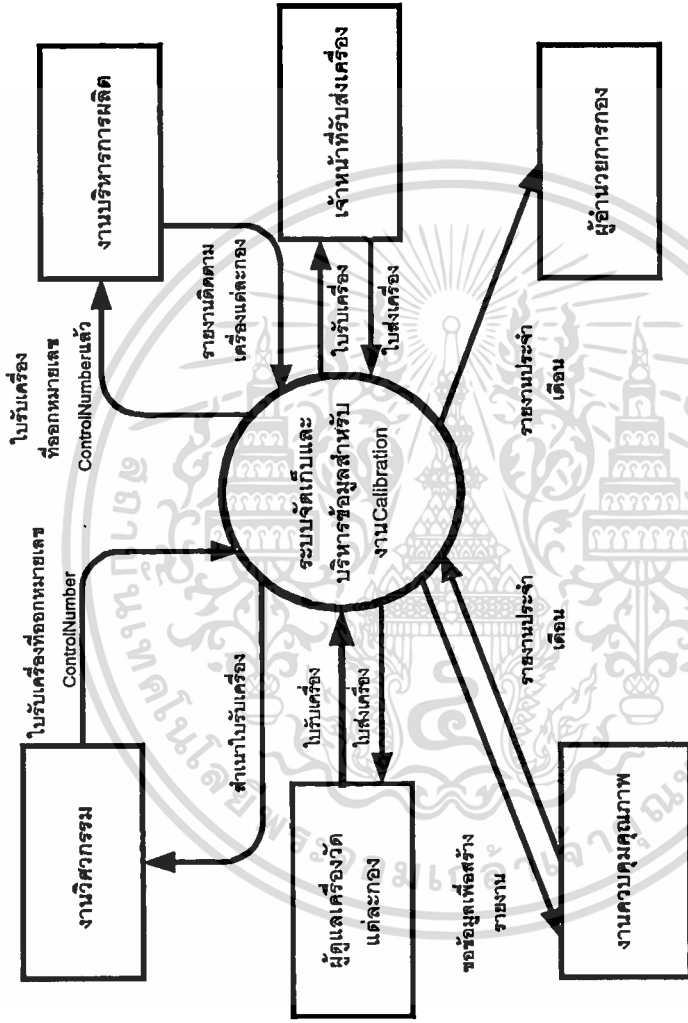 งานวิศวกรรม
ใบรับเครื่องที่ออกหมายเลข
ControlNumber
สำเนาใบรับเครื่อง
ใบรับเครื่อง
ที่ออกหมายเลข
ControlNumberแล้ว
งานบริหารการผลิต
รายงานติดตาม
เครื่องแต่ละกอง
ผู้ดูแลเครื่องวัด
แต่ละกอง
ใบรับเครื่อง
ใบส่งเครื่อง
ระบบจัดเก็บและ
บริหารข้อมูลสำหรับ
งานCalibration
ใบรับเครื่อง
ใบส่งเครื่อง
เจ้าหน้าที่รับส่งเครื่อง
ขอข้อมูลเพื่อสร้าง
รายงาน
งานควบคุมคุณภาพ
รายงานประจำ
เดือน
รายงานประจำ
เดือน
ผู้อำนวยการกอง